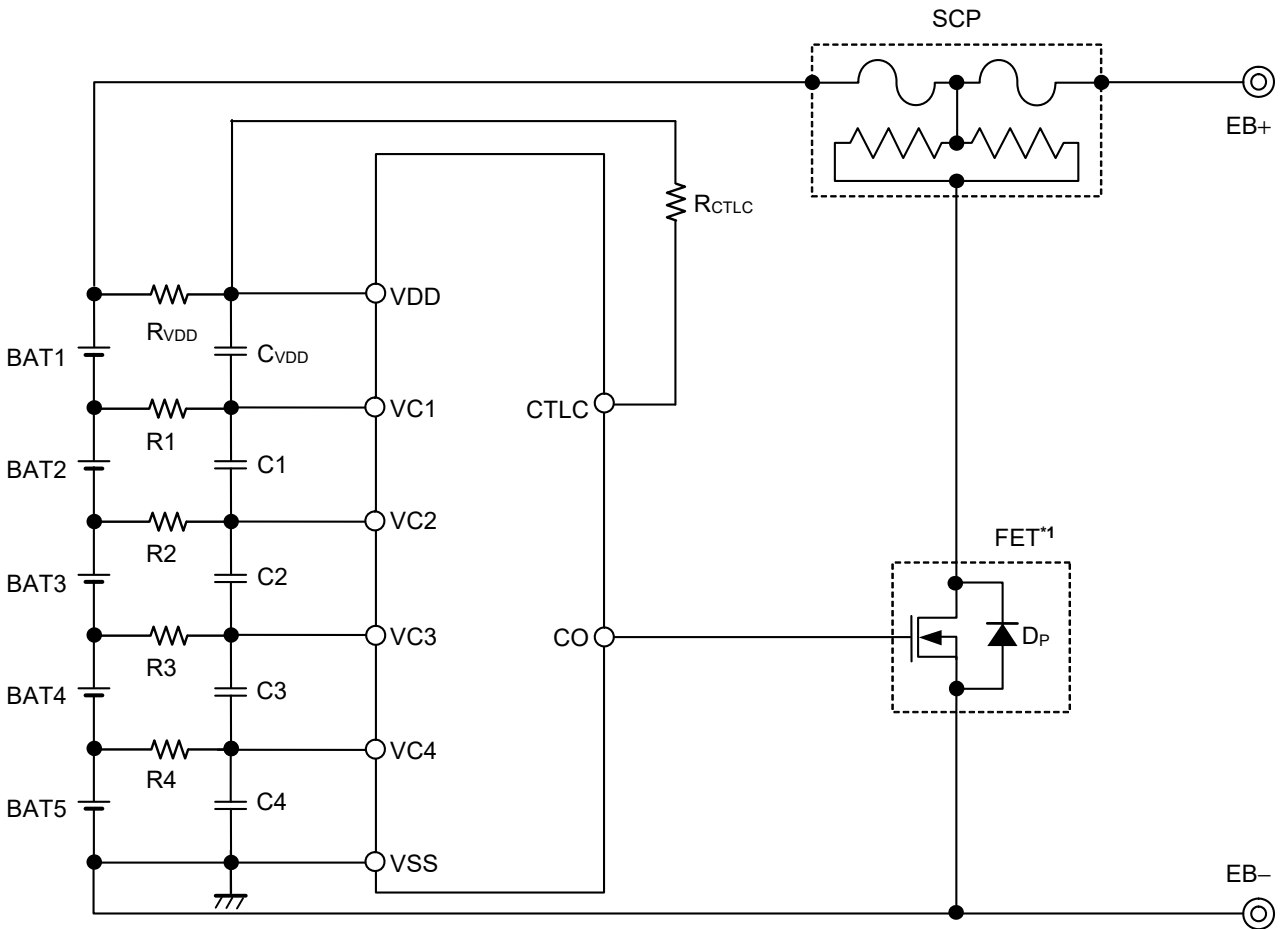 SCP
EB+
RCTLC
VDD
RVDD
BAT1
CVDD
VC1
CTLC
R1
BAT2
C1
VC2
R2
FET*1
BAT3
C2
VC3
CO
DP
R3
BAT4
C3
VC4
R4
BAT5
C4
VSS
EB−